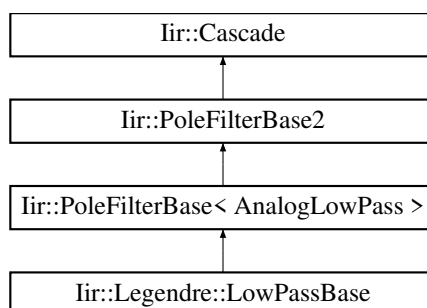 Iir::Cascade
Iir::PoleFilterBase2
Iir::PoleFilterBase< AnalogLowPass >
Iir::Legendre::LowPassBase